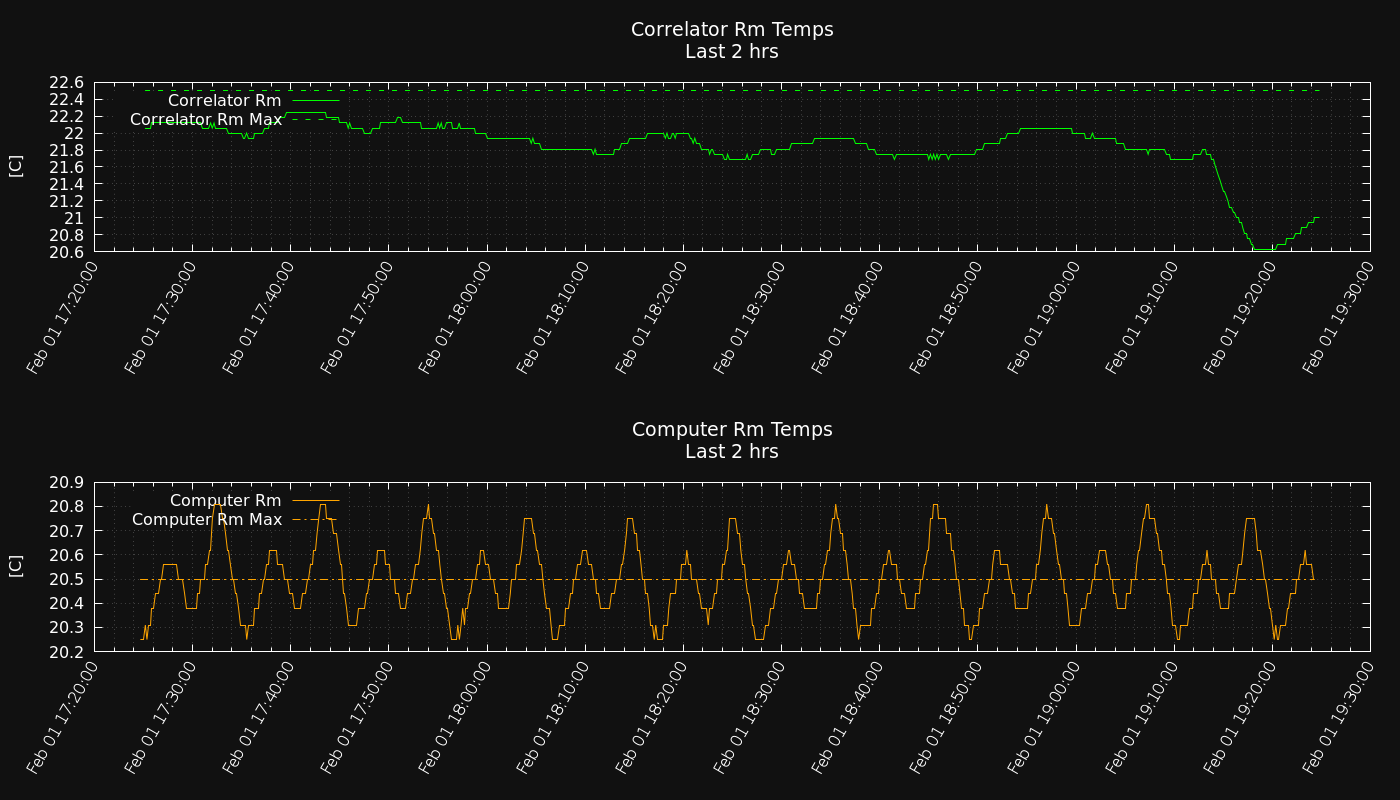 Correlator Rm Temps
Last 2 hrs
22.6
22.4
22.2
22
21.8
21.6
21.4
21.2
21
20.8
20.6
[C]
Correlator Rm
Correlator Rm Max
Feb 01 17:20:00
Feb 01 17:30:00
Feb 01 17:40:00
Feb 01 17:50:00
Feb 01 18:00:00
Feb 01 18:10:00
Feb 01 18:20:00
Feb 01 18:30:00
Feb 01 18:40:00
Feb 01 18:50:00
Feb 01 19:00:00
Feb 01 19:10:00
Feb 01 19:20:00
Feb 01 19:30:00
Computer Rm Temps
Last 2 hrs
20.9
20.8
20.7
20.6
20.5
20.4
20.3
20.2
[C]
Computer Rm
Computer Rm Max
Feb 01 17:20:00
Feb 01 17:30:00
Feb 01 17:40:00
Feb 01 17:50:00
Feb 01 18:00:00
Feb 01 18:10:00
Feb 01 18:20:00
Feb 01 18:30:00
Feb 01 18:40:00
Feb 01 18:50:00
Feb 01 19:00:00
Feb 01 19:10:00
Feb 01 19:20:00
Feb 01 19:30:00